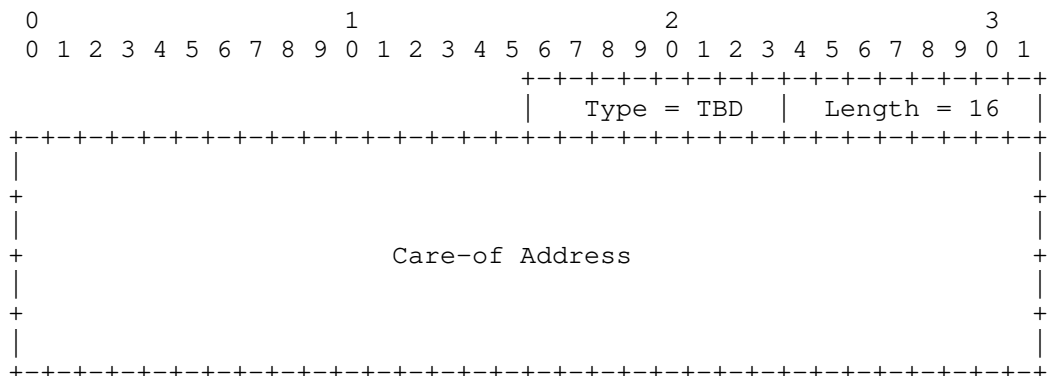 0                   1                   2                   3
 0 1 2 3 4 5 6 7 8 9 0 1 2 3 4 5 6 7 8 9 0 1 2 3 4 5 6 7 8 9 0 1
                                +-+-+-+-+-+-+-+-+-+-+-+-+-+-+-+-+
                                |   Type = TBD  |  Length = 16  |
+-+-+-+-+-+-+-+-+-+-+-+-+-+-+-+-+-+-+-+-+-+-+-+-+-+-+-+-+-+-+-+-+
|                                                               |
+                                                               +
|                                                               |
+                       Care-of Address                         +
|                                                               |
+                                                               +
|                                                               |
+-+-+-+-+-+-+-+-+-+-+-+-+-+-+-+-+-+-+-+-+-+-+-+-+-+-+-+-+-+-+-+-+